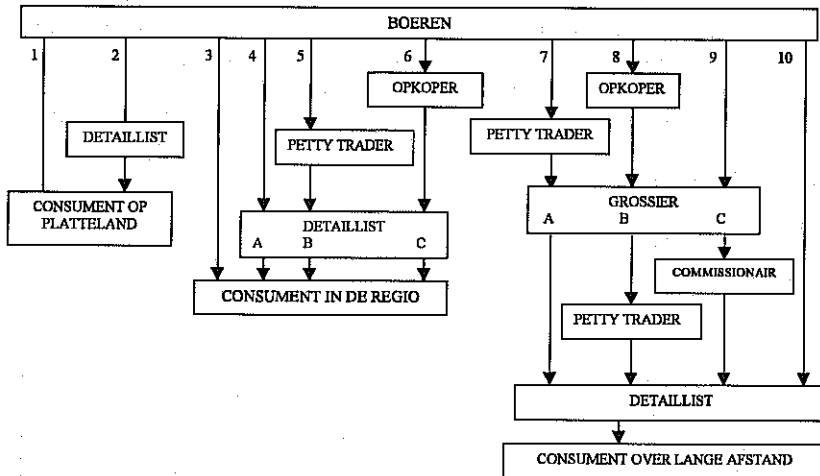 BOEREN
1 2 3 4 5 6 7 8 9 10
OPKOPER OPKOPER
DETAILLIST PETTY TRADER PETTY TRADER
CONSUMENT OP
PLATTELAND
DETAILLIST
A B C
GROSSIER
A B C
CONSUMENT IN DE REGIO
COMMISSIONAIR
PETTY TRADER
DETAILLIST
CONSUMENT OVER LANGE AFSTAND